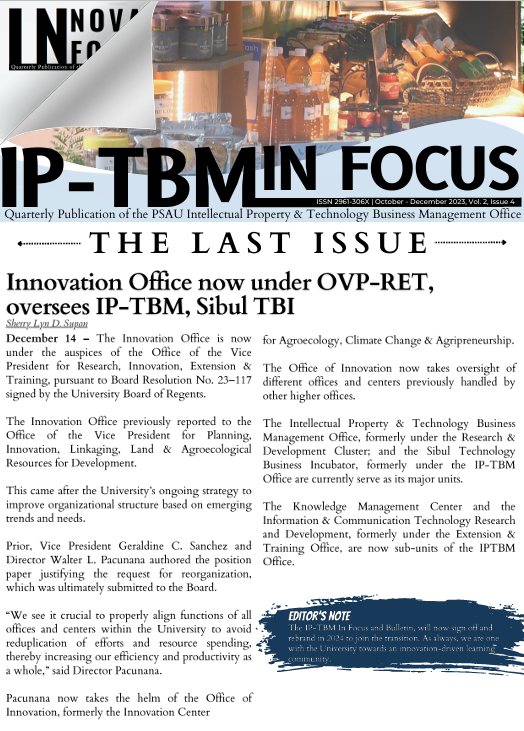 INNOVA
FO
Quarterly Publication of th
IP-TBM IN FOCUS
ISSN 2961-306X | October - December 2023, Vol. 2, Issue 4
Quarterly Publication of the PSAU Intellectual Property & Technology Business Management Office
THE LAST ISSUE
Innovation Office now under OVP-RET,
oversees IP-TBM, Sibul TBI
Sherry Lyn D. Supan
December 14 – The Innovation Office is now
under the auspices of the Office of the Vice
President for Research, Innovation, Extension &
Training, pursuant to Board Resolution No. 23–117
signed by the University Board of Regents.
The Innovation Office previously reported to the
Office of the Vice President for Planning,
Innovation, Linkaging, Land & Agroecological
Resources for Development.
This came after the University's ongoing strategy to
improve organizational structure based on emerging
trends and needs.
Prior, Vice President Geraldine C. Sanchez and
Director Walter L. Pacunana authored the position
paper justifying the request for reorganization,
which was ultimately submitted to the Board.
“We see it crucial to properly align functions of all
offices and centers within the University to avoid
reduplication of efforts and resource spending,
thereby increasing our efficiency and productivity as
a whole,” said Director Pacunana.
Pacunana now takes the helm of the Office of
Innovation, formerly the Innovation Center
for Agroecology, Climate Change & Agripreneurship.
The Office of Innovation now takes oversight of
different offices and centers previously handled by
other higher offices.
The Intellectual Property & Technology Business
Management Office, formerly under the Research &
Development Cluster; and the Sibul Technology
Business Incubator, formerly under the IP-TBM
Office are currently serve as its major units.
The Knowledge Management Center and the
Information & Communication Technology Research
and Development, formerly under the Extension &
Training Office, are now sub-units of the IPTBM
Office.
EDITOR'S NOTE
The IP-TBM In Focus and Bulletin, will now sign off and
rebrand in 2024 to join the transition. As always, we are one
with the University towards an innovation-driven learning
community.